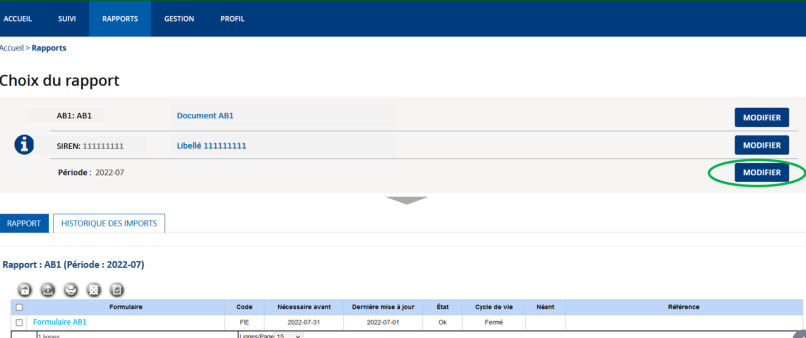 ACCUEIL SUIVI RAPPORTS GESTION PROFIL
Accueil > Rapports
Choix du rapport
AB1: AB1 Document AB1 MODIFIER
SIREN: 111111111 Libellé 111111111 MODIFIER
Période : 2022-07 MODIFIER
RAPPORT HISTORIQUE DES IMPORTS
Rapport : AB1 (Période : 2022-07)
Formulaire Code Nécessaire avant Dernière mise à jour État Cycle de vie Néant Référence
Formulaire AB1 FIE 2022-07-31 2022-07-01 Ok Fermé
1 lignes Lignes/Page 15